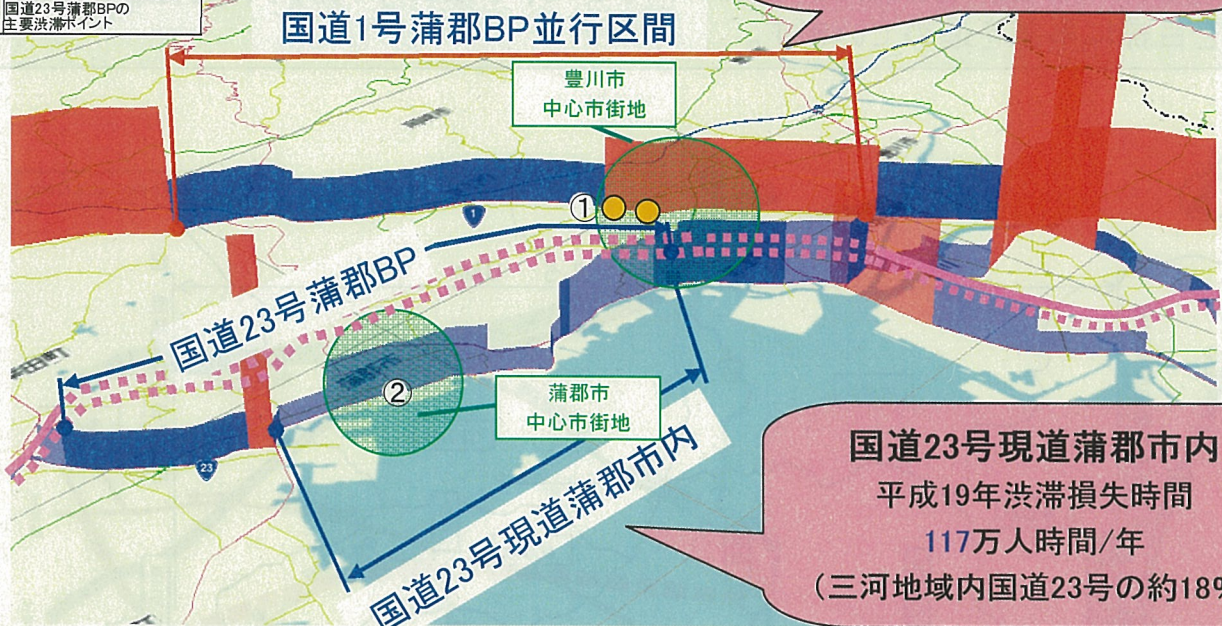 国道23号蒲郡BPの
主要渋滞ポイント
国道1号蒲郡BP並行区間
豊川市
中心市街地
①
1
国道23号蒲郡BP
②
蒲郡市
中心市街地
23
国道23号現道蒲郡市内
国道23号現道蒲郡市内
平成19年渋滞損失時間
117万人時間/年
(三河地域内国道23号の約18%